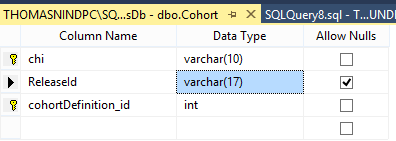 THOMASNINDPC\SQ...sDb - dbo.Cohort SQLQuery8.sql - T...UND
Column Name Data Type Allow Nulls
chi varchar(10)
ReleaseId varchar(17)
cohortDefinition_id int